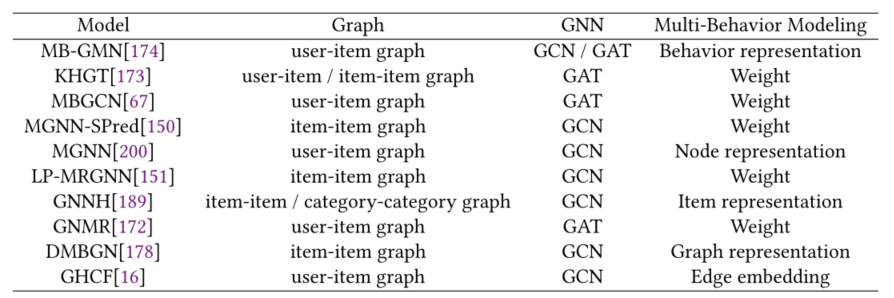 Model Graph GNN Multi-Behavior Modeling
MB-GMN[174] user-item graph GCN / GAT Behavior representation
KHGT[173] user-item / item-item graph GAT Weight
MBGCN[67] user-item graph GAT Weight
MGNN-SPred[150] item-item graph GCN Weight
MGNN[200] user-item graph GCN Node representation
LP-MRGNN[151] item-item graph GCN Weight
GNNH[189] item-item / category-category graph GCN Item representation
GNMR[172] user-item graph GAT Weight
DMBGN[178] item-item graph GCN Graph representation
GHCF[16] user-item graph GCN Edge embedding